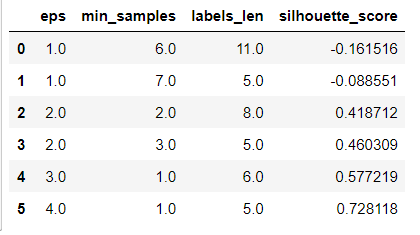 eps min_samples labels_len silhouette_score
0 1.0 6.0 11.0 -0.161516
1 1.0 7.0 5.0 -0.088551
2 2.0 2.0 8.0 0.418712
3 2.0 3.0 5.0 0.460309
4 3.0 1.0 6.0 0.577219
5 4.0 1.0 5.0 0.728118